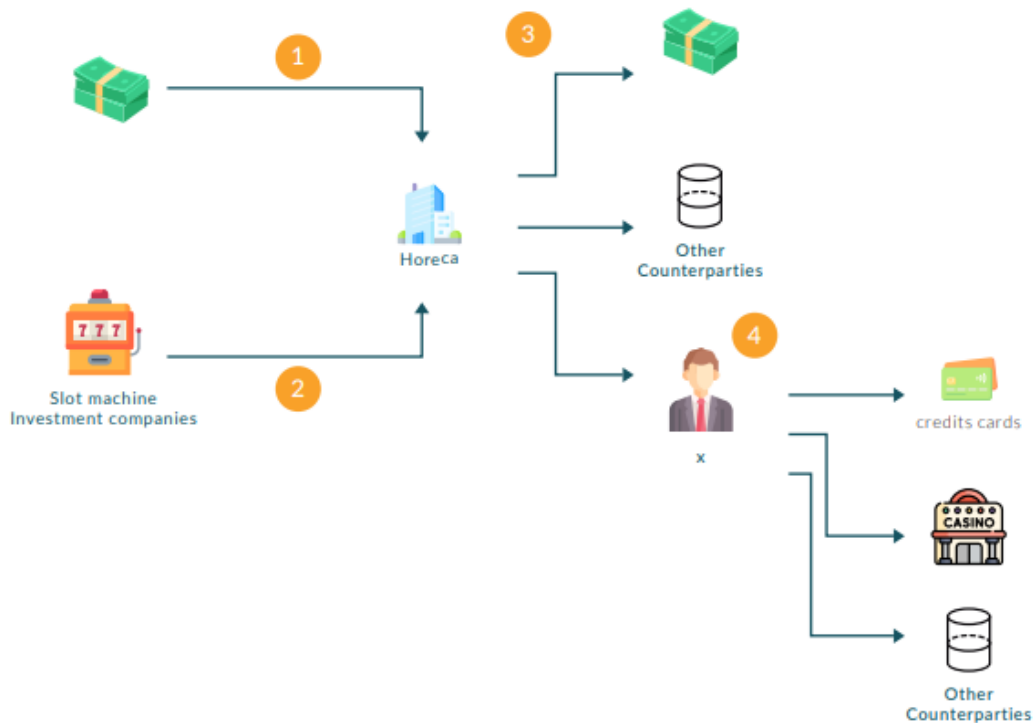 1
3
Horeca
Other
Counterparties
777
Slot machine
Investment companies
2
4
x
credits cards
CASINO
Other
Counterparties